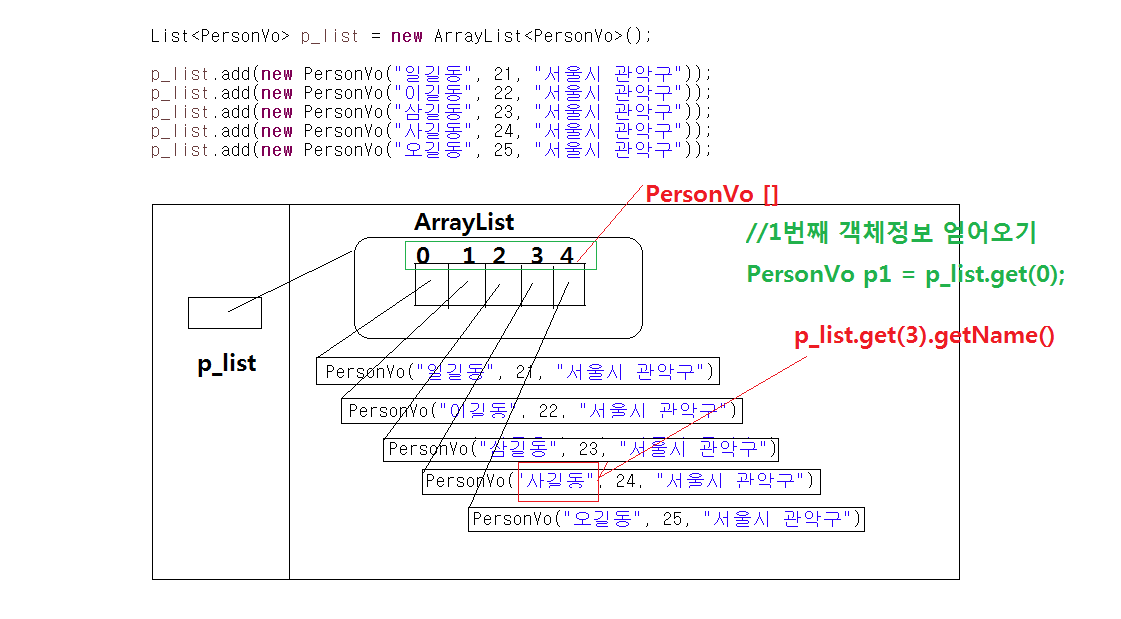 List<PersonVo> p_list = new ArrayList<PersonVo>();
p_list.add(new PersonVo("일길동", 21, "서울시 관악구"));
p_list.add(new PersonVo("이길동", 22, "서울시 관악구"));
p_list.add(new PersonVo("삼길동", 23, "서울시 관악구"));
p_list.add(new PersonVo("사길동", 24, "서울시 관악구"));
p_list.add(new PersonVo("오길동", 25, "서울시 관악구"));
PersonVo []
ArrayList
//1번째 객체정보 얻어오기
0 1 2 3 4
PersonVo p1 = p_list.get(0);
p_list.get(3).getName()
p_list
PersonVo("일길동", 21, "서울시 관악구")
PersonVo("이길동", 22, "서울시 관악구")
PersonVo("삼길동", 23, "서울시 관악구")
PersonVo("사길동", 24, "서울시 관악구")
PersonVo("오길동", 25, "서울시 관악구")